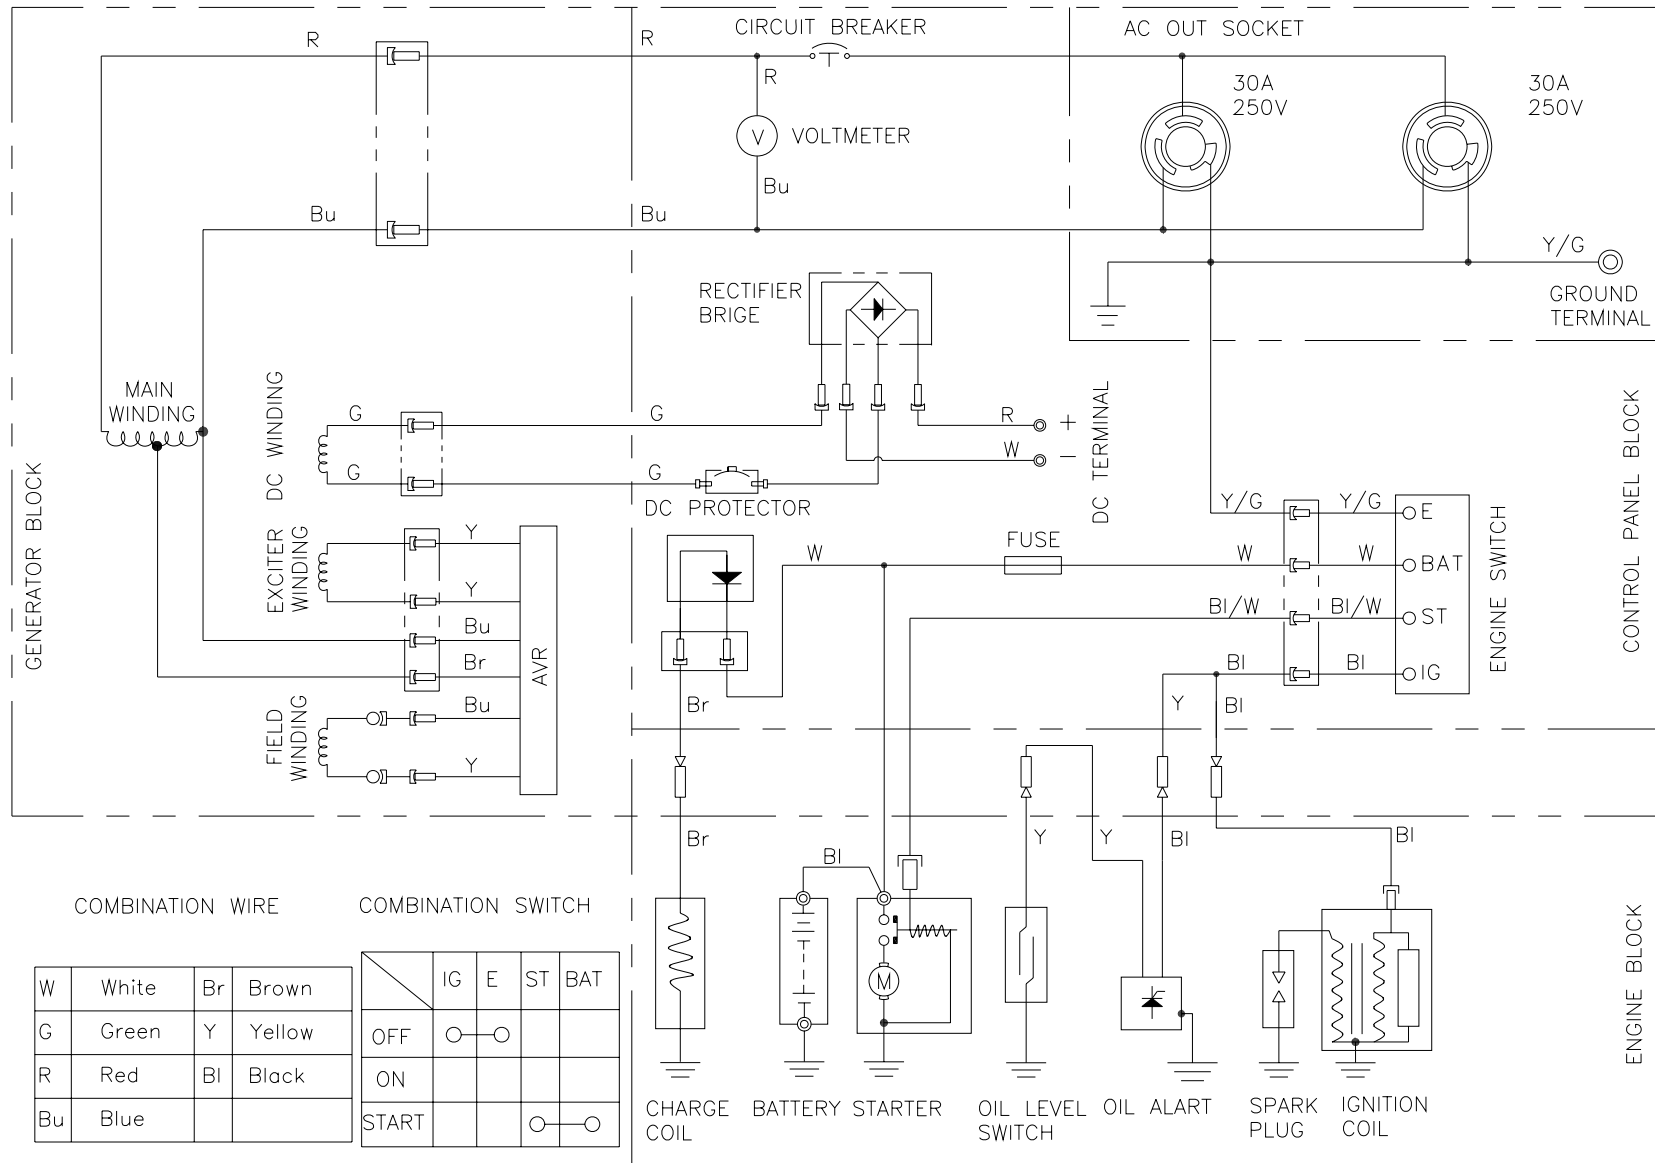 CIRCUIT BREAKER
AC OUT SOCKET
R
R
R
30A
250V
30A
250V
V
VOLTMETER
Bu
Bu
Bu
Y/G
GROUND
TERMINAL
RECTIFIER
BRIGE
MAIN
WINDING
DC WINDING
G
G
R
+
W
−
DC TERMINAL
G
G
DC PROTECTOR
GENERATOR BLOCK
CONTROL PANEL BLOCK
EXCITER
WINDING
Y
Y
Bu
Br
AVR
FIELD
WINDING
Bu
Y
W
FUSE
Y/G
Y/G
E
W
W
BAT
Bl/W
Bl/W
ST
Bl
Bl
IG
ENGINE SWITCH
Br
Y
Bl
Br
Y
Y
Bl
Bl
Bl
M
ENGINE BLOCK
CHARGE
COIL
BATTERY
STARTER
OIL LEVEL
SWITCH
OIL ALART
SPARK
PLUG
IGNITION
COIL
COMBINATION WIRE
W White Br Brown
G Green Y Yellow
R Red Bl Black
Bu Blue
COMBINATION SWITCH
IG E ST BAT
OFF
ON
START